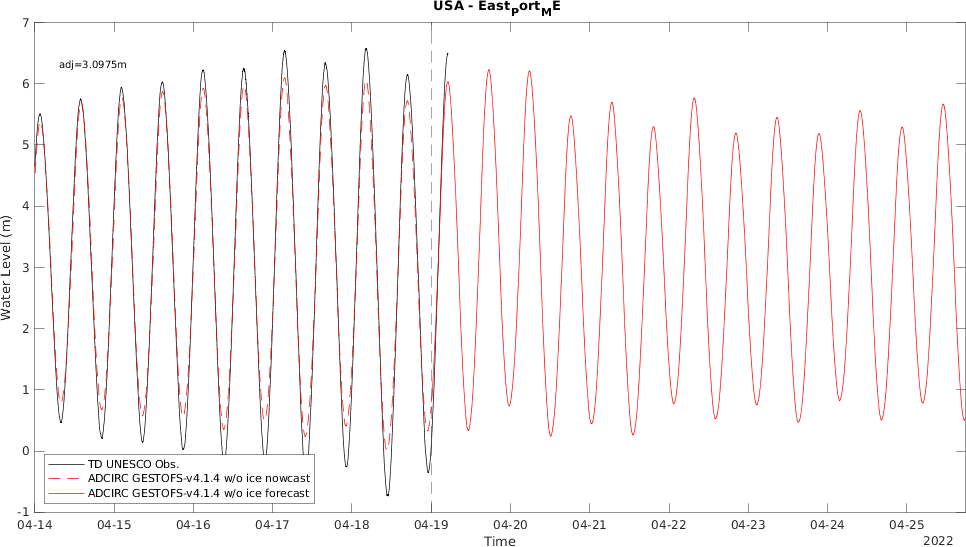 USA - EastPortME
7
adj=3.0975m
6
5
4
3
2
1
0
-1
Water Level (m)
TD UNESCO Obs.
ADCIRC GESTOFS-v4.1.4 w/o ice nowcast
ADCIRC GESTOFS-v4.1.4 w/o ice forecast
04-14 04-15 04-16 04-17 04-18 04-19 04-20 04-21 04-22 04-23 04-24 04-25
Time
2022